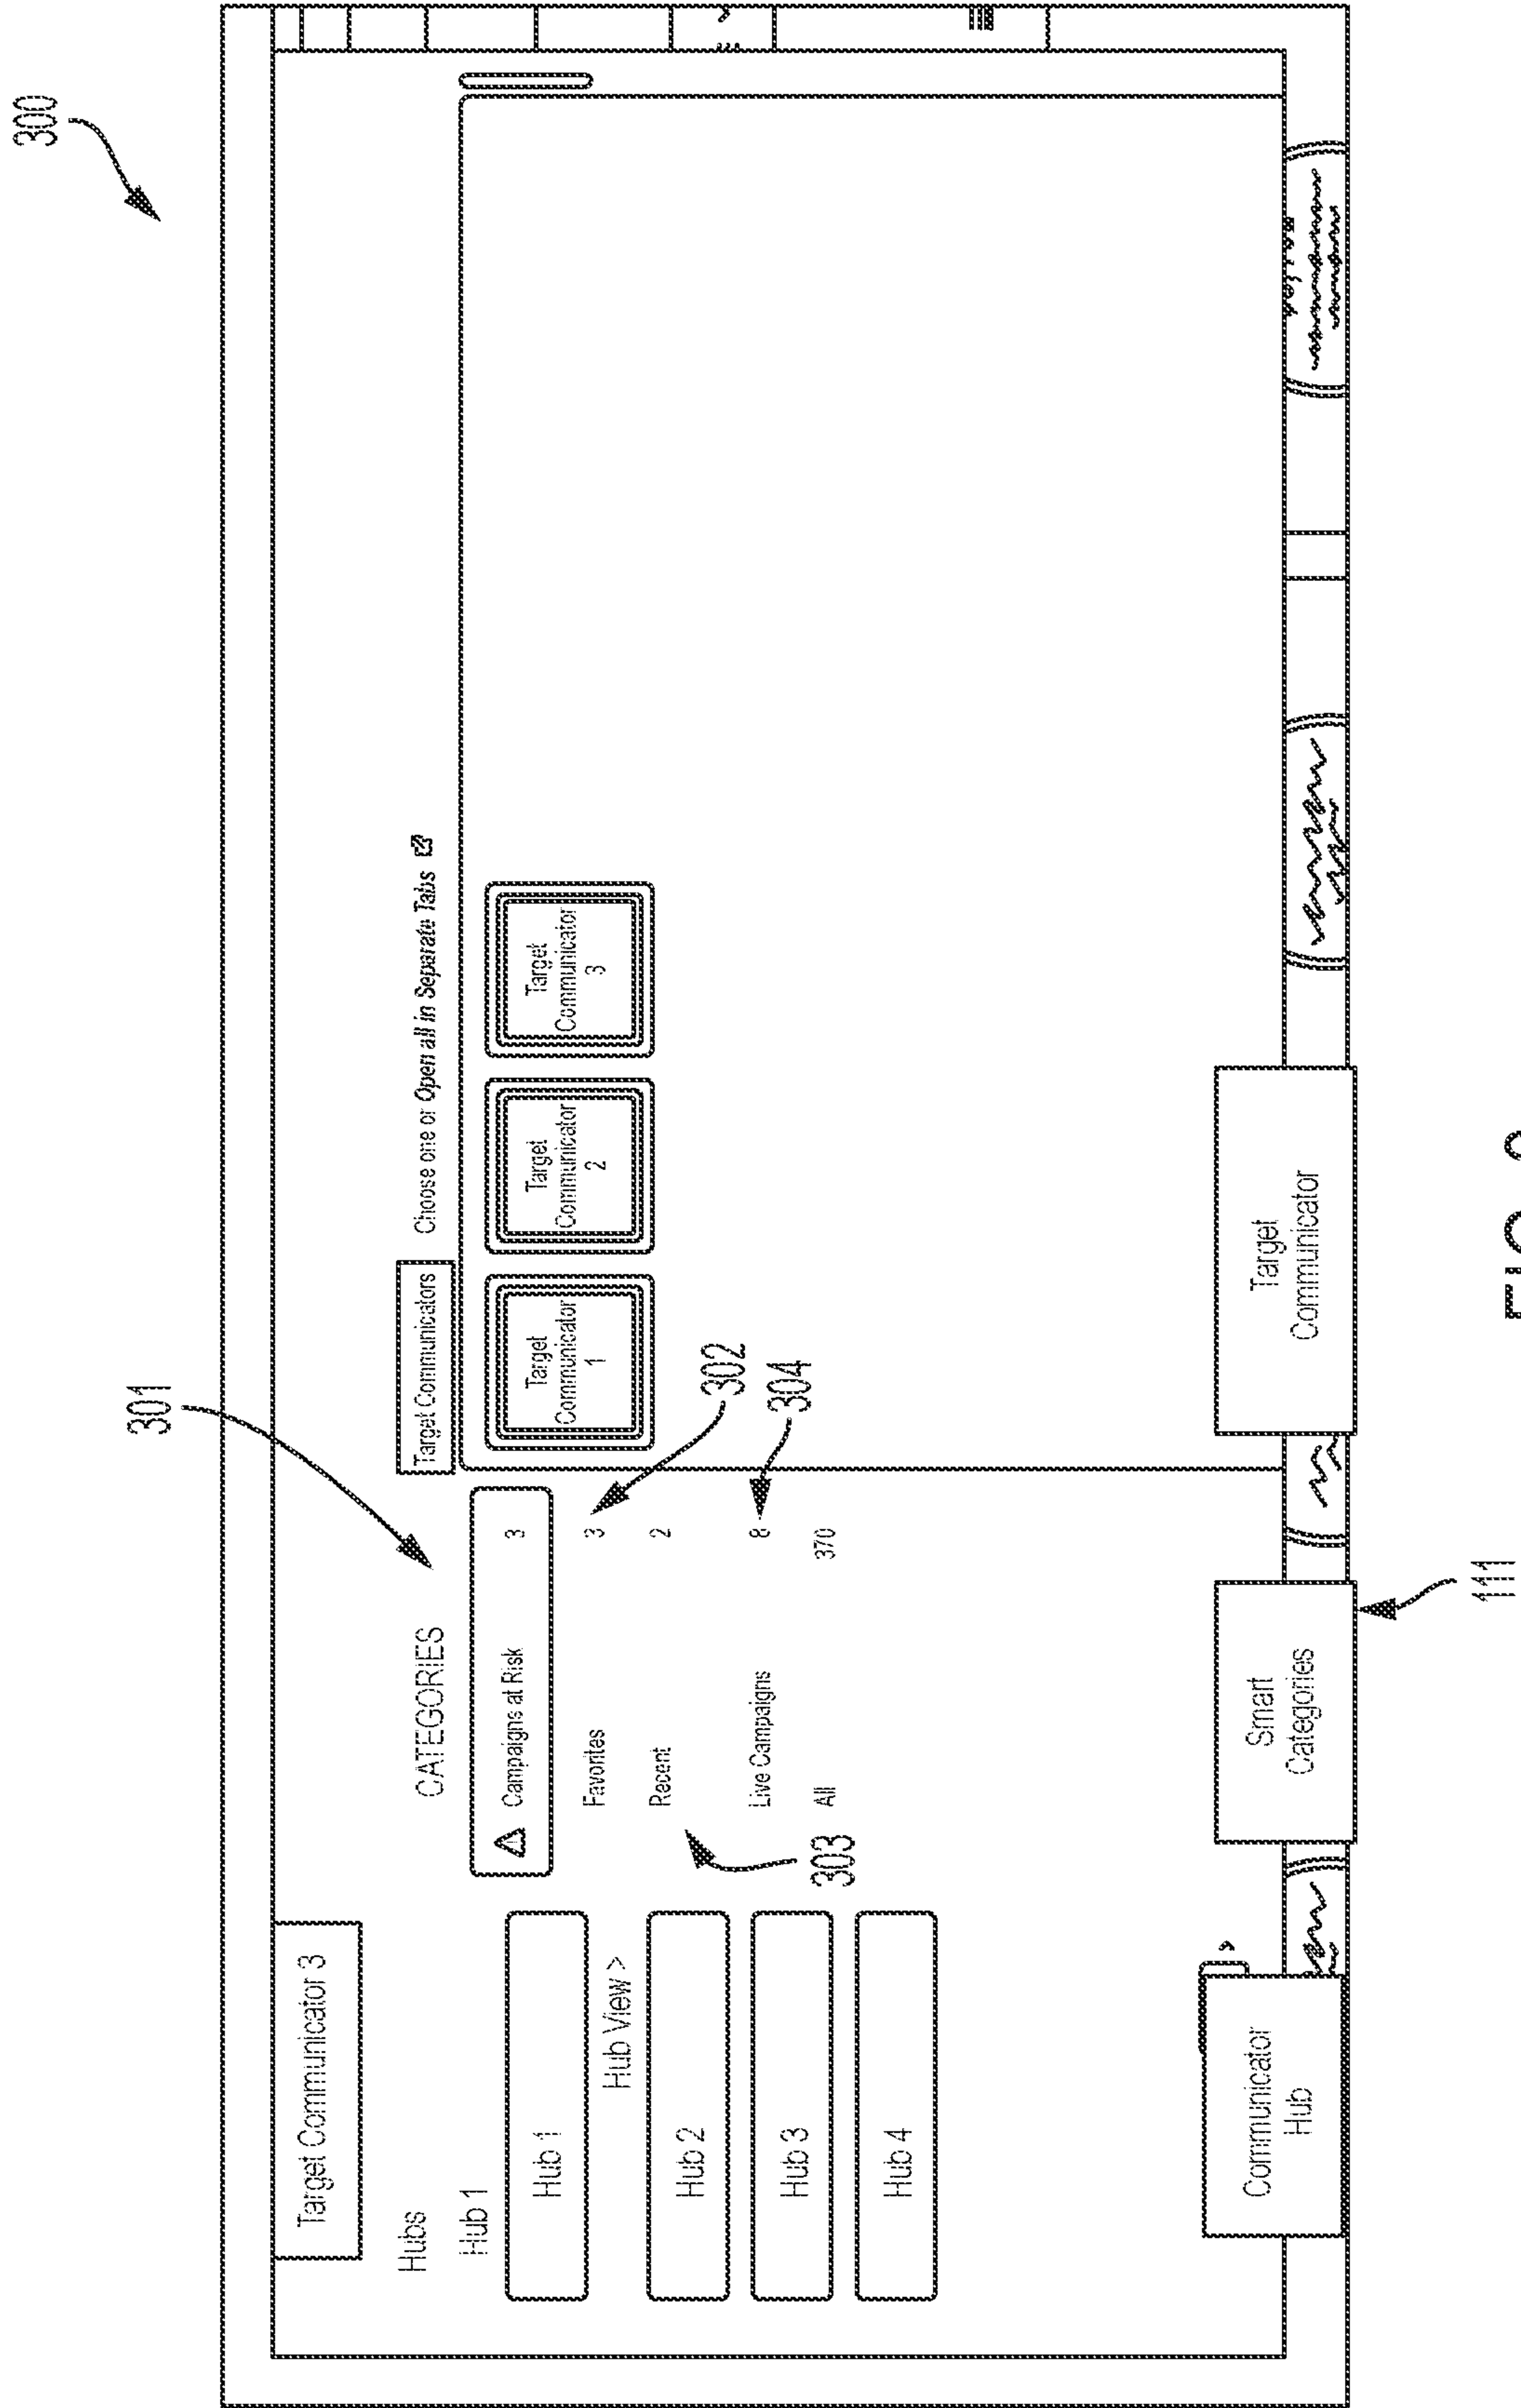 300
301
Target Communicator 3
Hubs
Hub 1
Hub 1
Hub View >
Hub 2
Hub 3
Hub 4
CATEGORIES
Campaigns at Risk 3
Favorites 3
Recent 2
Live Campaigns 8
All 370
302
303
304
Target Communicators
Choose one or Open all in Separate Tabs
Target
Communicator
1
Target
Communicator
2
Target
Communicator
3
Communicator
Hub
Smart
Categories
Target
Communicator
111